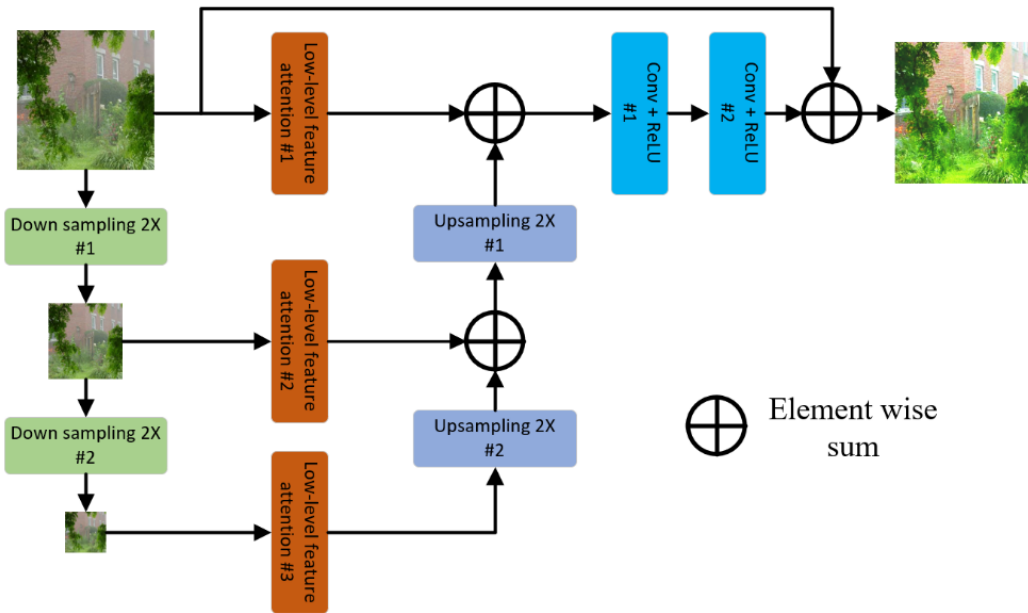 Low-level feature
attention #1
Conv + ReLU
#1
Conv + ReLU
#2
Down sampling 2X
#1
Upsampling 2X
#1
Low-level feature
attention #2
Down sampling 2X
#2
Upsampling 2X
#2
Element wise
sum
Low-level feature
attention #3